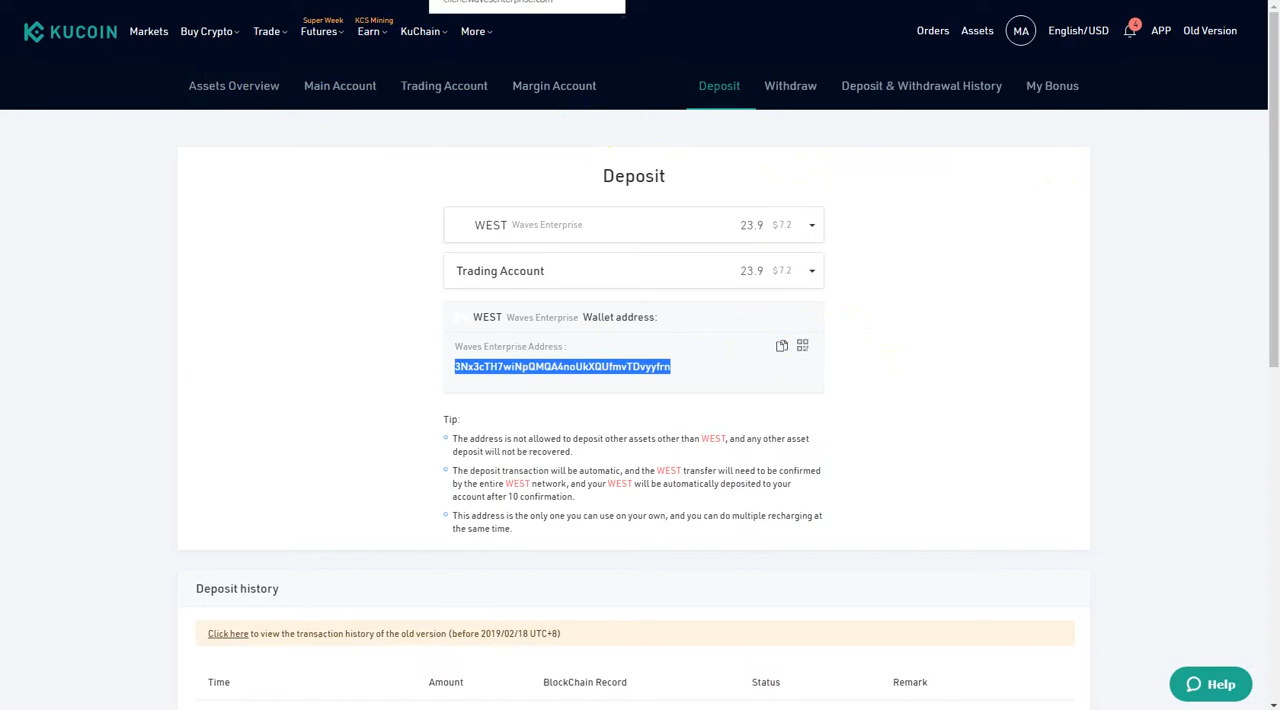 client.wavesenterprise.com
Super Week KCS Mining
KUCOIN Markets Buy Crypto Trade Futures Earn KuChain More Orders Assets MA English/USD 4 APP Old Version
Assets Overview Main Account Trading Account Margin Account Deposit Withdraw Deposit & Withdrawal History My Bonus
Deposit
WEST Waves Enterprise 23.9 $ 7.2
Trading Account 23.9 $ 7.2
WEST Waves Enterprise Wallet address:
Waves Enterprise Address :
3Nx3cTH7wiNpQMQA4noUkXQUfmvTDvyyfrn
Tip:
The address is not allowed to deposit other assets other than WEST, and any other asset
deposit will not be recovered.
The deposit transaction will be automatic, and the WEST transfer will need to be confirmed
by the entire WEST network, and your WEST will be automatically deposited to your
account after 10 confirmation.
This address is the only one you can use on your own, and you can do multiple recharging at
the same time.
Deposit history
Click here to view the transaction history of the old version (before 2019/02/18 UTC+8)
Time Amount BlockChain Record Status Remark
Help